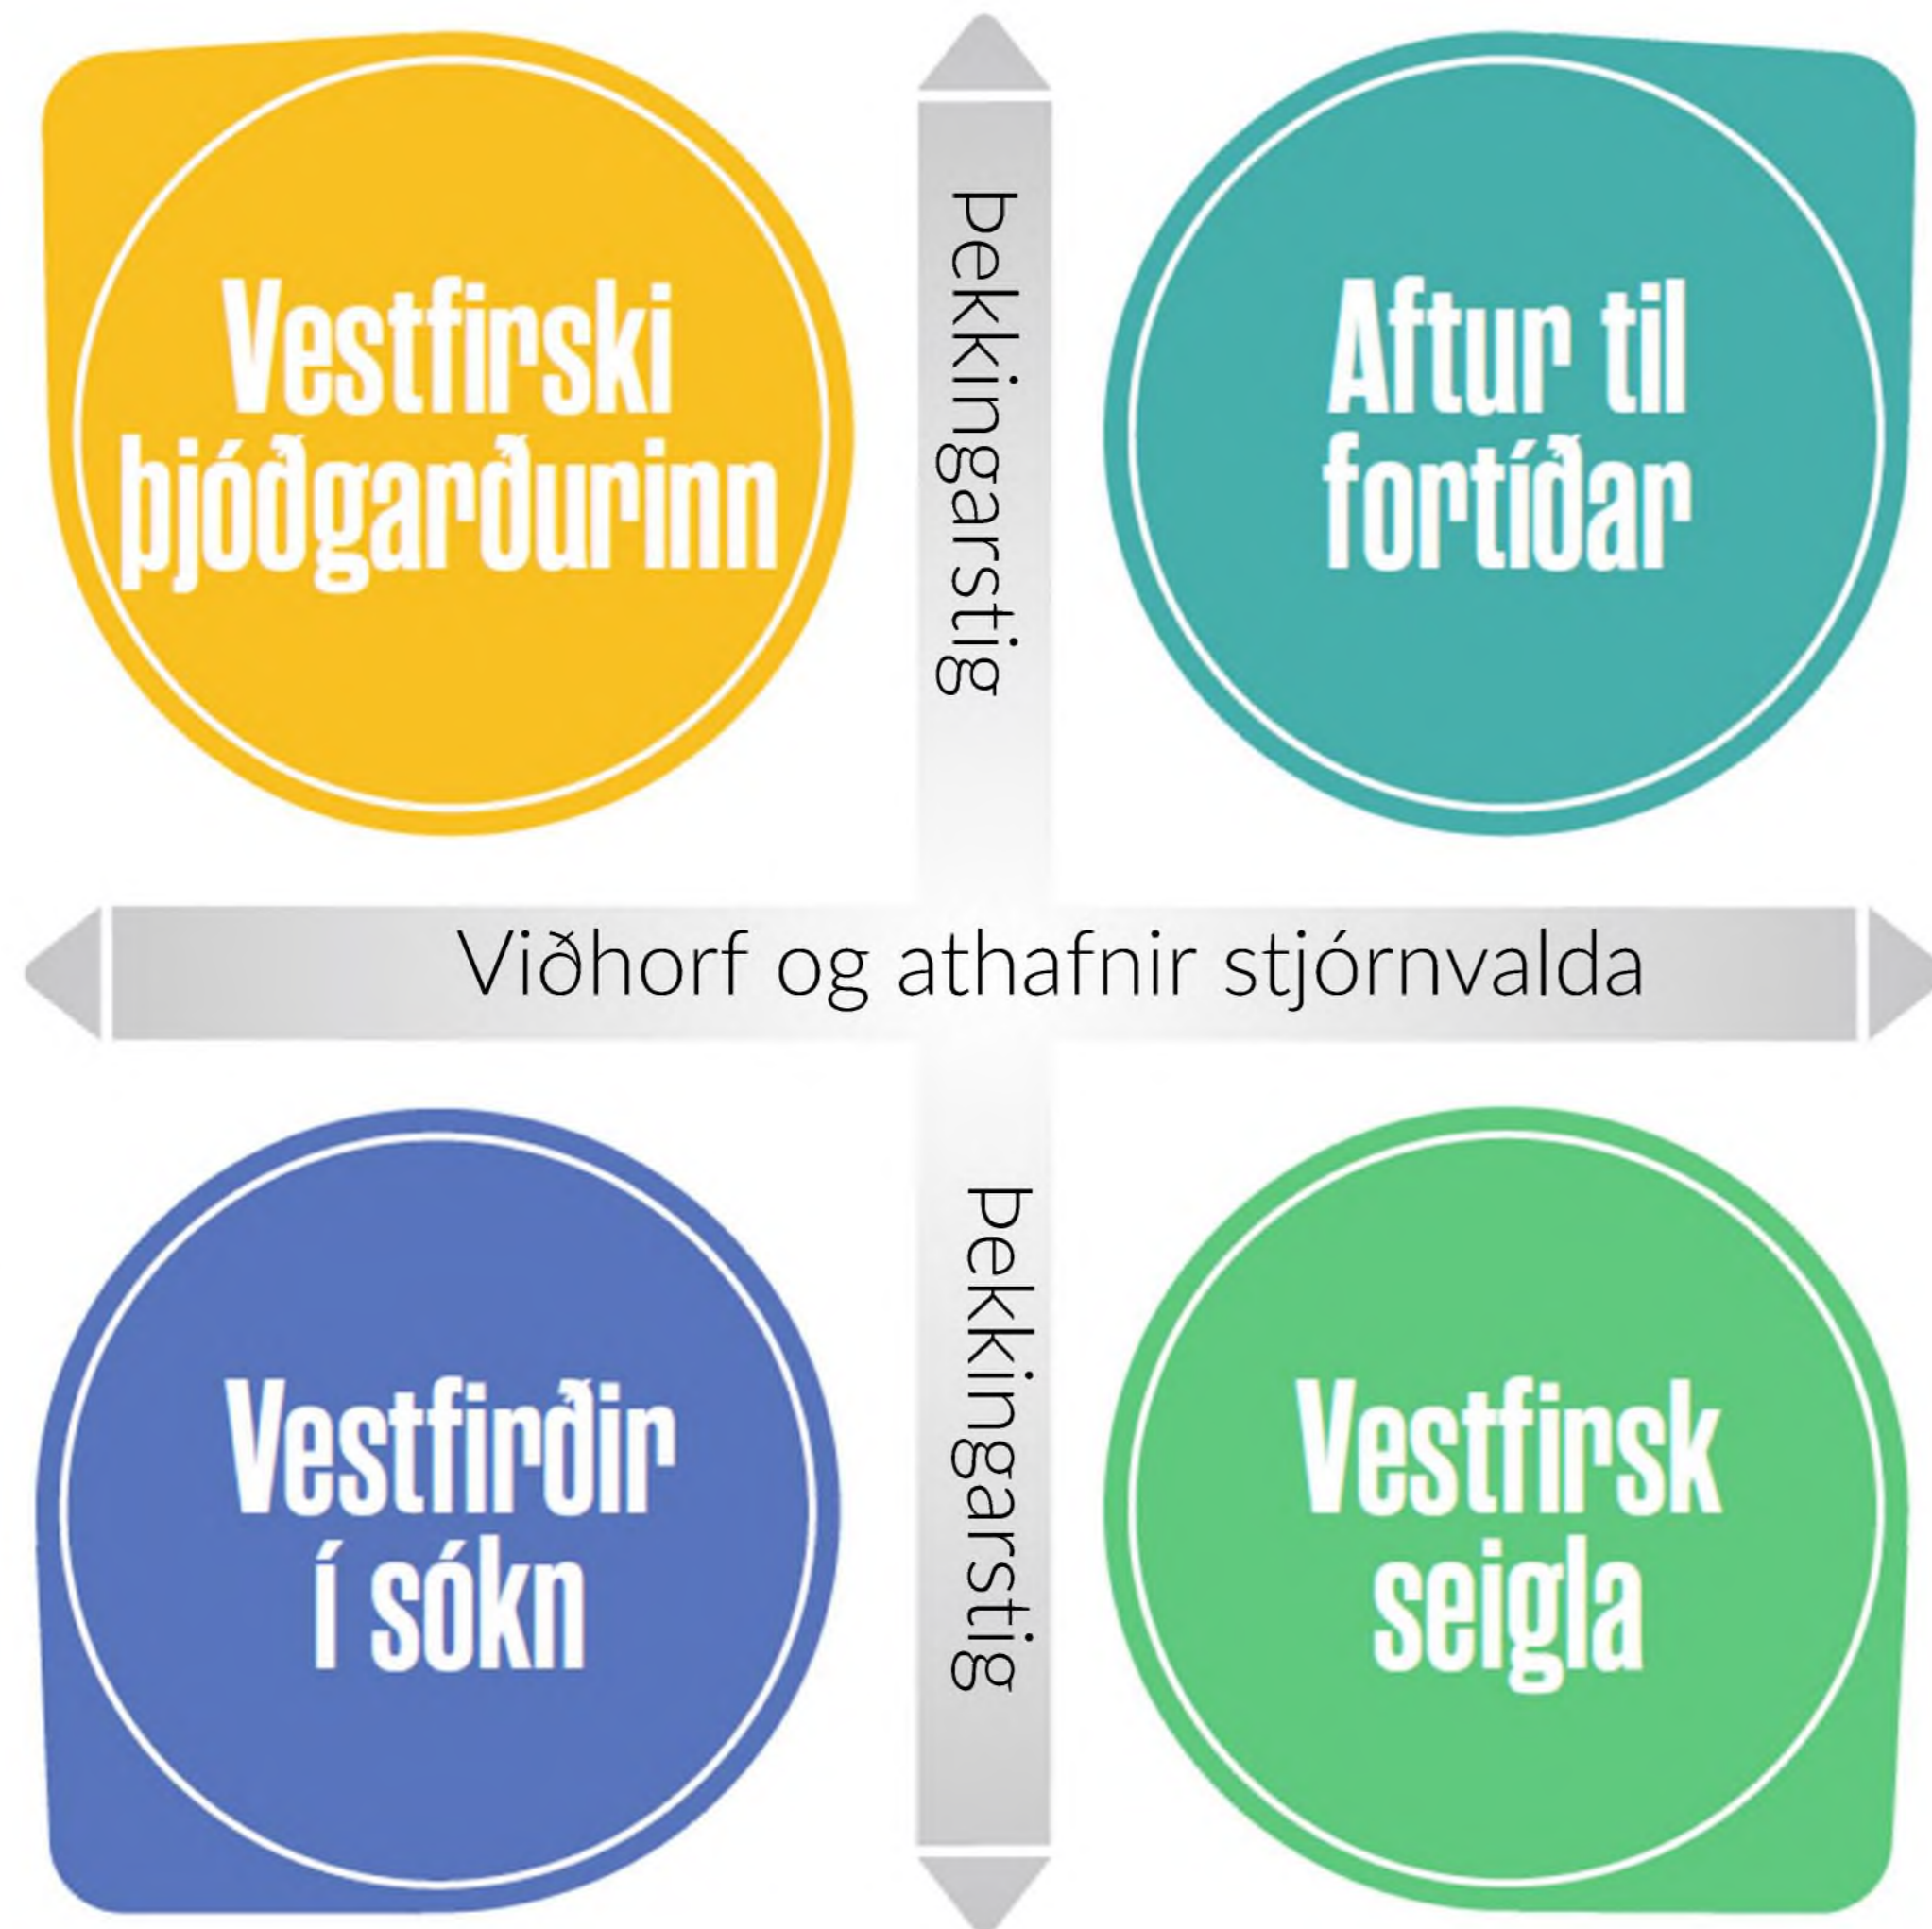 Vestfirski
þjóðgarðurinn
Þekkingarstig
Aftur til
fortíðar
Viðhorf og athafnir stjórnvalda
Vestfirðir
í sókn
Þekkingarstig
Vestfirsk
seigla